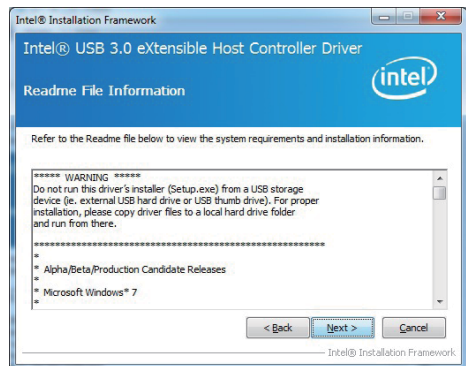 Intel® Installation Framework
Intel® USB 3.0 eXtensible Host Controller Driver
intel®
Readme File Information
Refer to the Readme file below to view the system requirements and installation information.
***** WARNING *****
Do not run this driver's installer (Setup.exe) from a USB storage
device (ie. external USB hard drive or USB thumb drive). For proper
installation, please copy driver files to a local hard drive folder
and run from there.
*******************************************************
*
* Alpha/Beta/Production Candidate Releases
*
* Microsoft Windows* 7
*
< Back Next > Cancel
Intel® Installation Framework